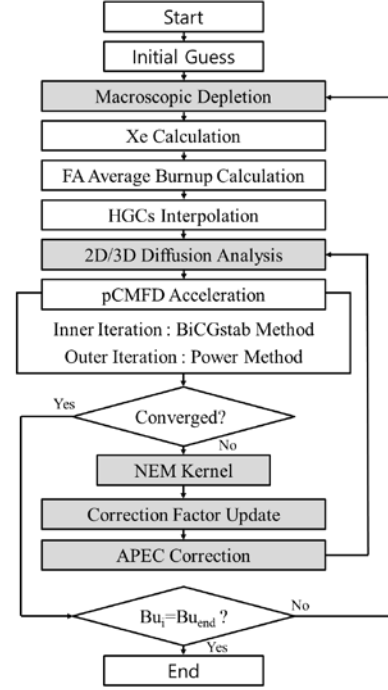 Start
Initial Guess
Macroscopic Depletion
Xe Calculation
FA Average Burnup Calculation
HGCs Interpolation
2D/3D Diffusion Analysis
pCMFD Acceleration
Inner Iteration : BiCGstab Method
Outer Iteration : Power Method
Yes
Converged?
No
NEM Kernel
Correction Factor Update
APEC Correction
Buᵢ=Buₑₙd ?
No
Yes
End